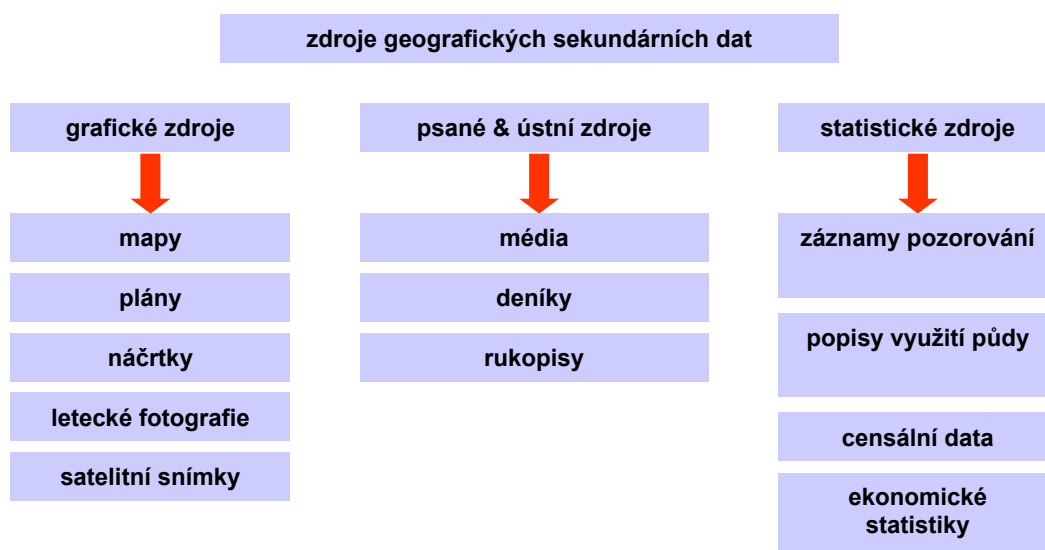 zdroje geografických sekundárních dat
grafické zdroje
mapy
plány
náčrtky
letecké fotografie
satelitní snímky
psané & ústní zdroje
média
deníky
rukopisy
statistické zdroje
záznamy pozorování
popisy využití půdy
censální data
ekonomické
statistiky